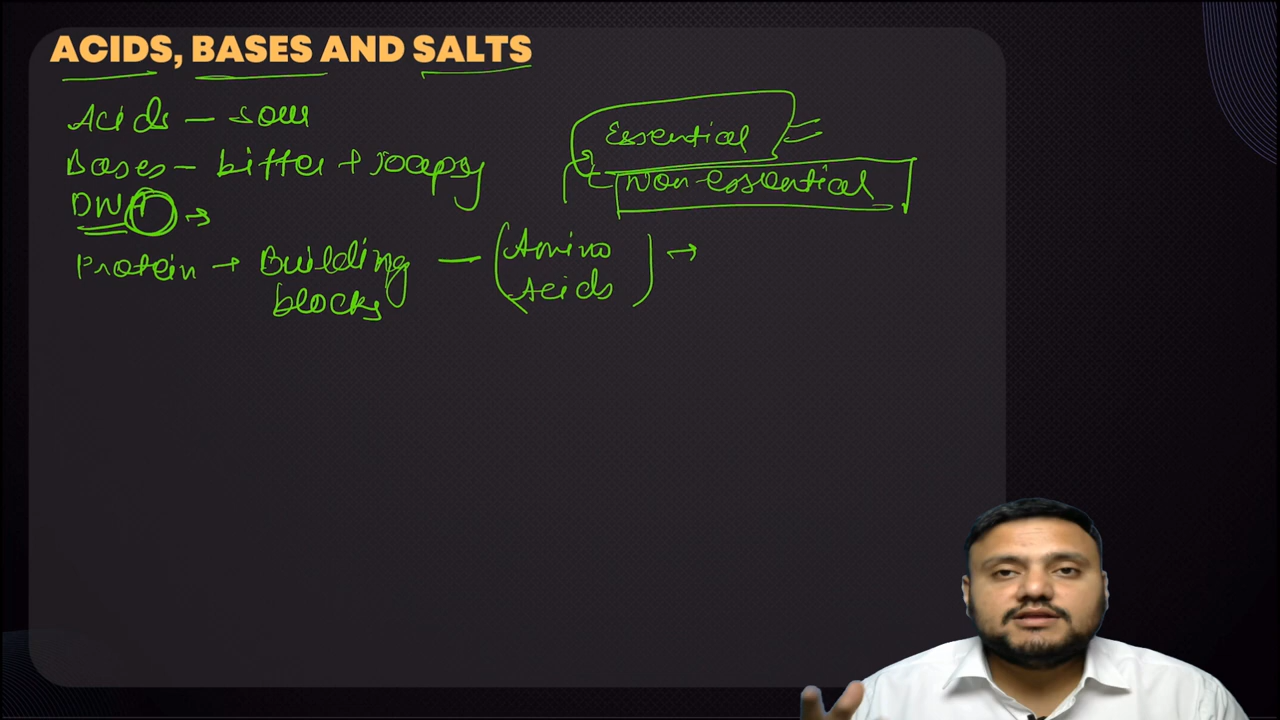 ACIDS, BASES AND SALTS
Acids - sour
Bases - bitter + soapy
DNA →
Protein → Building blocks - (Amino Acids) →
Essential
Non-essential